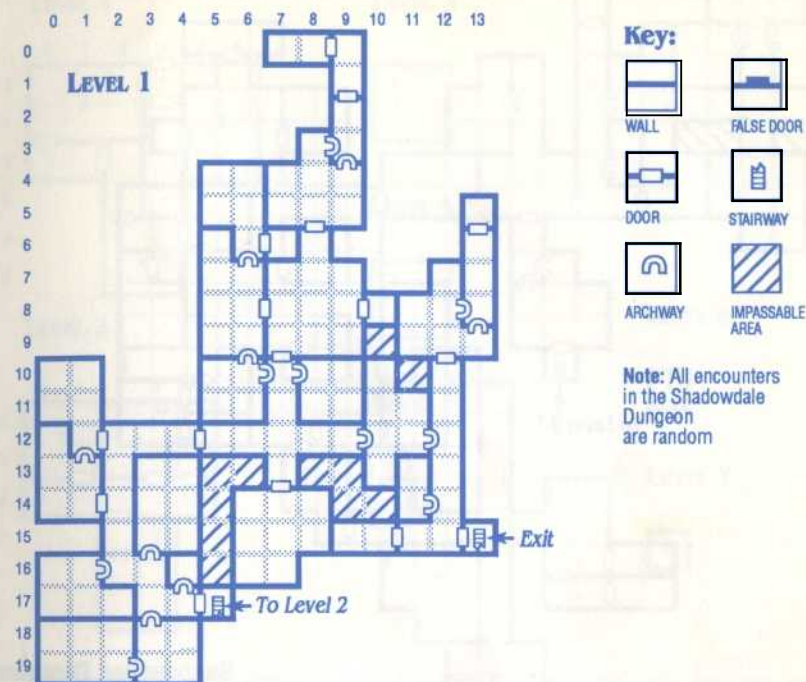 0 1 2 3 4 5 6 7 8 9 10 11 12 13
0
1
2
3
4
5
6
7
8
9
10
11
12
13
14
15
16
17
18
19
LEVEL 1
Exit
To Level 2
Key:
WALL
FALSE DOOR
DOOR
STAIRWAY
ARCHWAY
IMPASSABLE
AREA
Note: All encounters
in the Shadowdale
Dungeon
are random